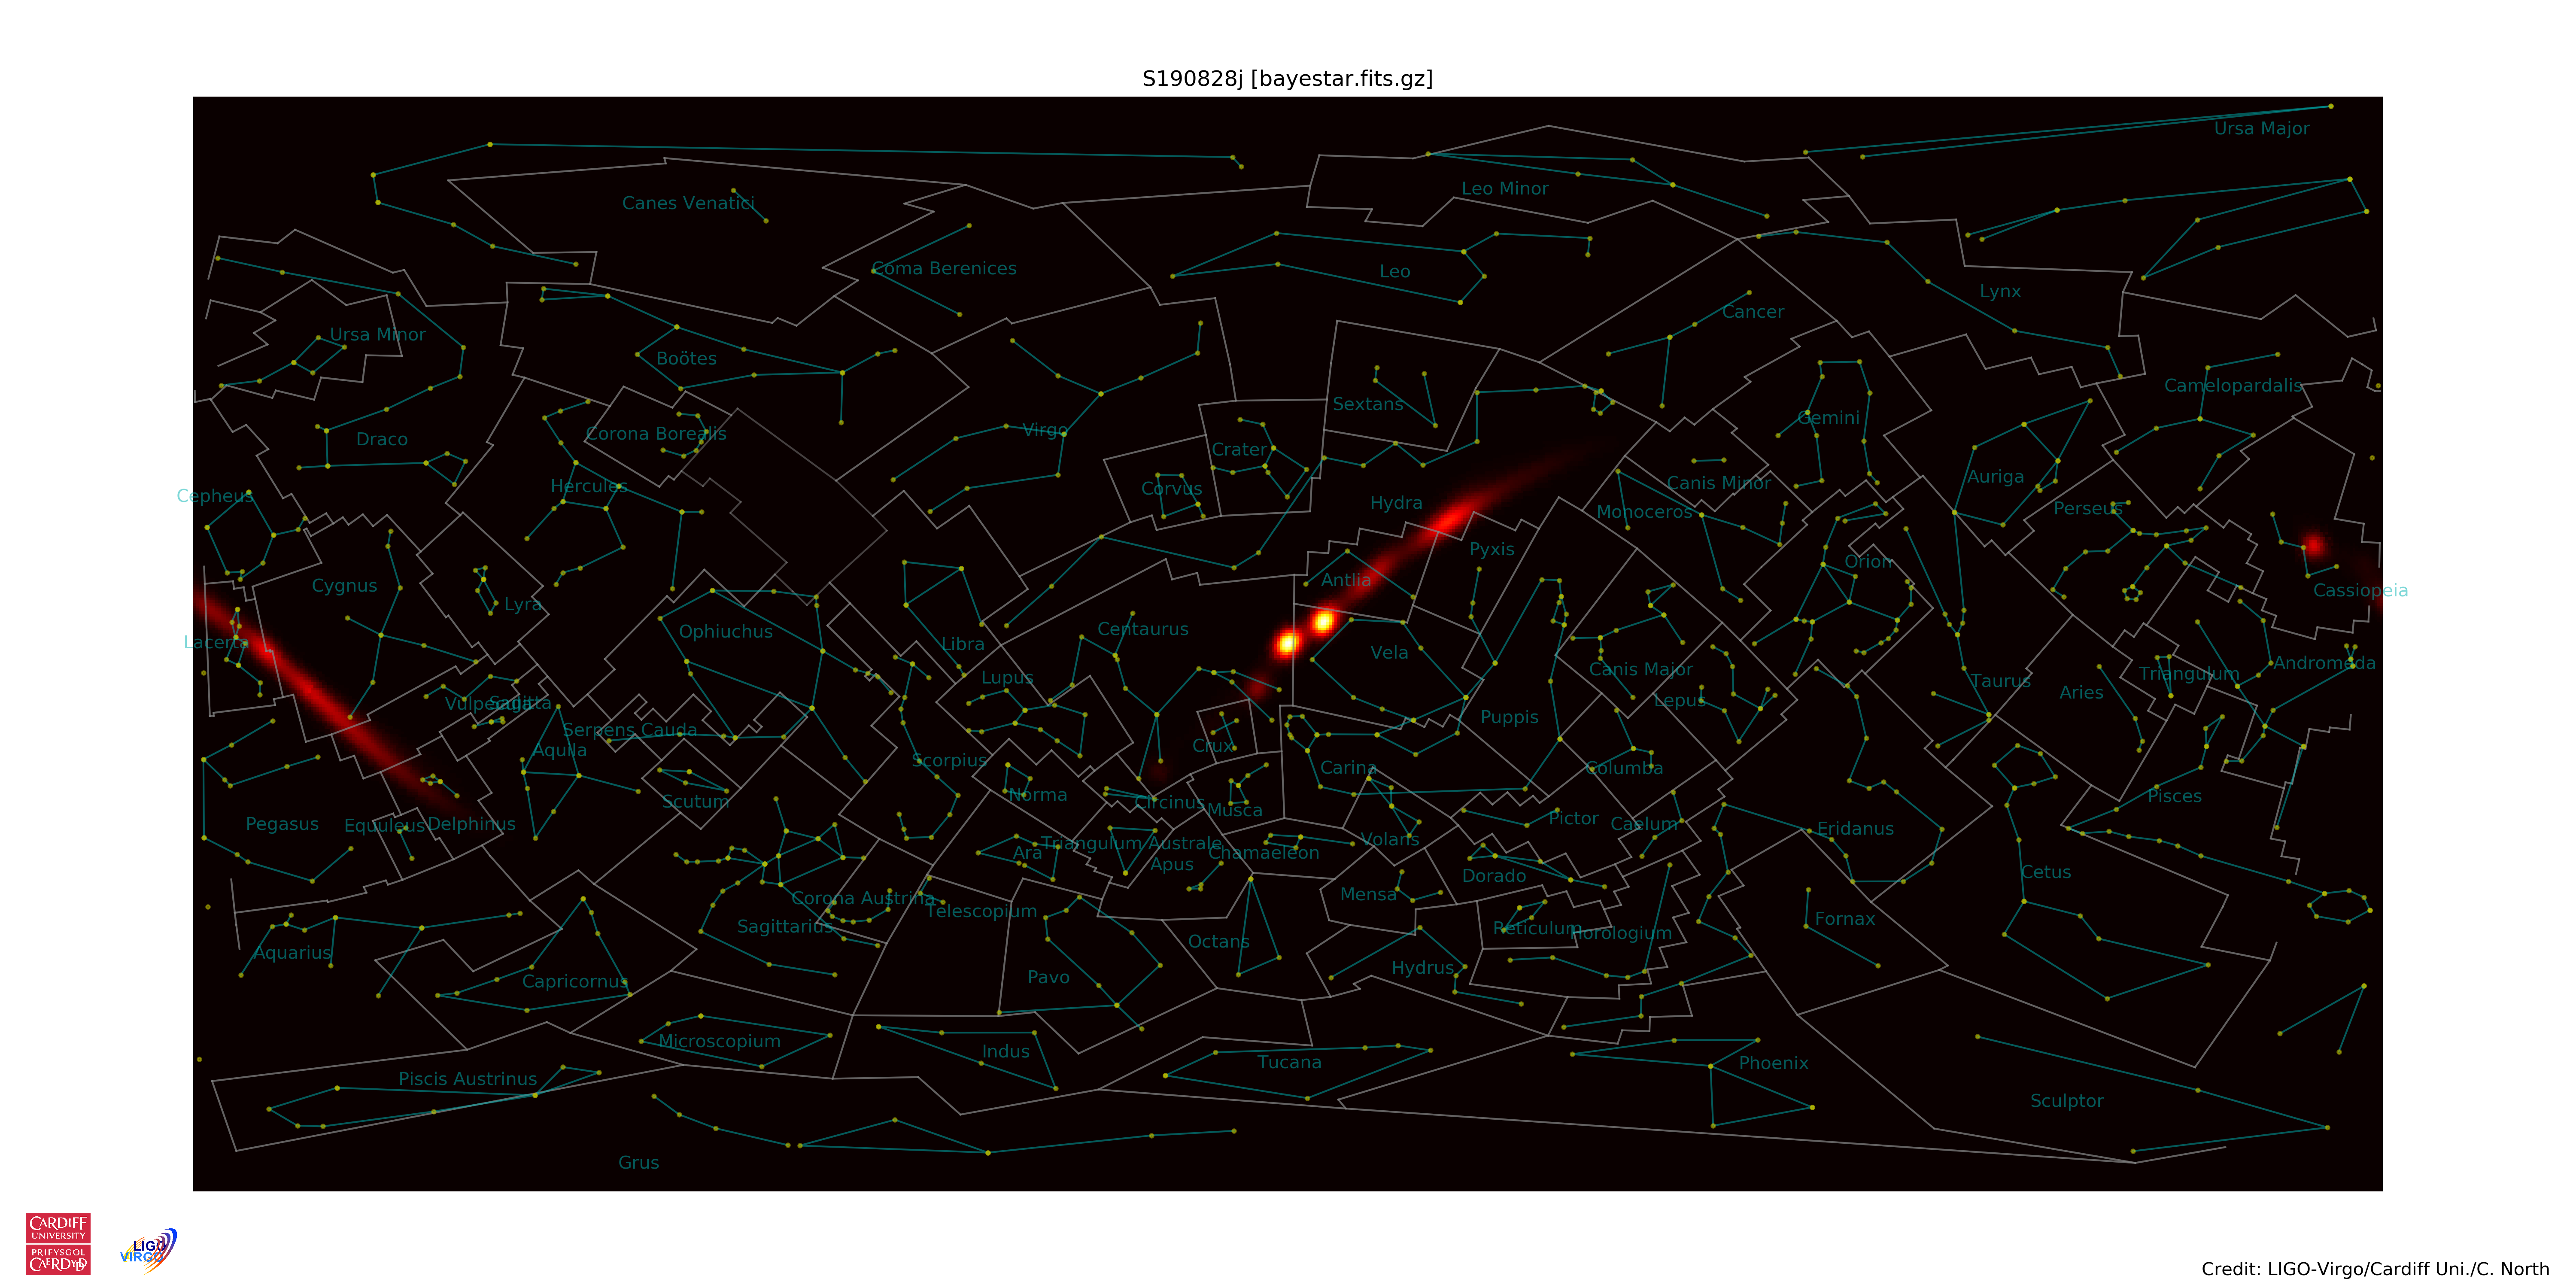 S190828j [bayestar.fits.gz]
Ursa Major
Leo Minor
Canes Venatici
Coma Berenices
Leo
Lynx
Cancer
Ursa Minor
Boötes
Camelopardalis
Sextans
Gemini
Virgo
Corona Borealis
Draco
Crater
Auriga
Canis Minor
Hercules
Corvus
Cepheus
Hydra
Perseus
Monoceros
Pyxis
Orion
Antlia
Cygnus
Cassiopeia
Lyra
Centaurus
Ophiuchus
Lacerta
Libra
Vela
Andromeda
Canis Major
Triangulum
Lupus
Taurus
Aries
Lepus
Vulpecula
Sagitta
Puppis
Serpens Cauda
Crux
Aquila
Scorpius
Carina
Columba
Norma
Pisces
Scutum
Circinus
Musca
Pictor
Caelum
Pegasus
Equuleus
Delphinus
Eridanus
Volans
Triangulum Australe
Ara
Chamaeleon
Apus
Cetus
Dorado
Mensa
Corona Austrina
Telescopium
Fornax
Sagittarius
Reticulum
Horologium
Octans
Aquarius
Hydrus
Pavo
Capricornus
Microscopium
Indus
Tucana
Phoenix
Piscis Austrinus
Sculptor
Grus
CARDIFF
UNIVERSITY
PRIFYSGOL
CAERDYDD
LIGO
VIRGO
Credit: LIGO-Virgo/Cardiff Uni./C. North